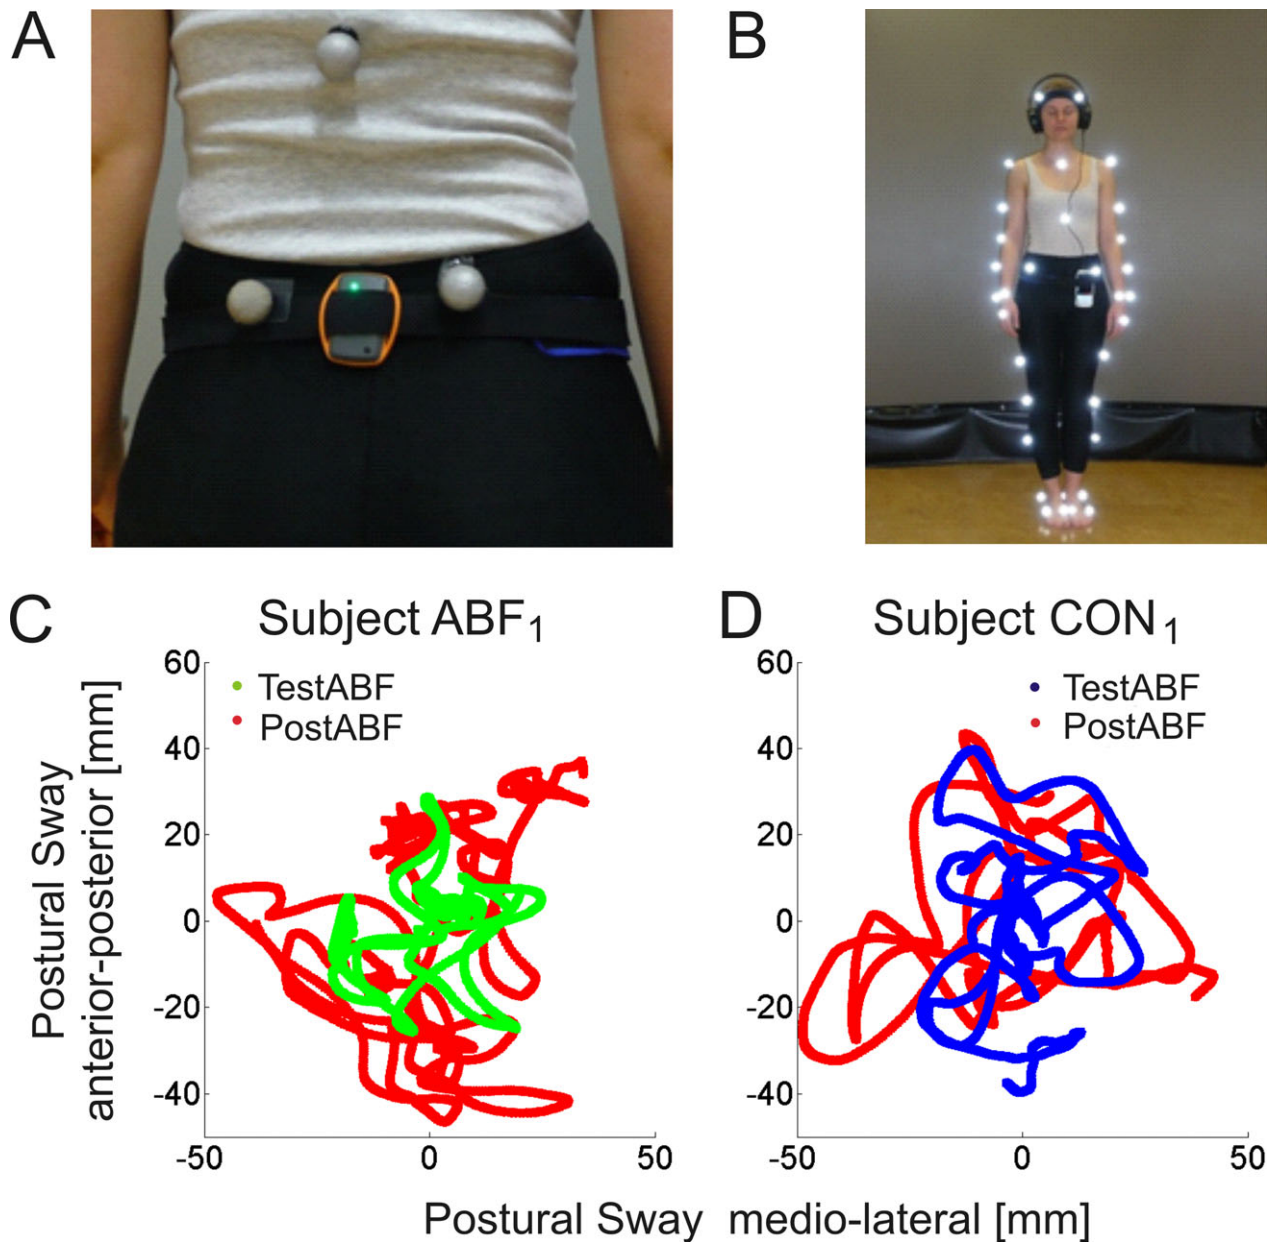 A
B
C
Subject ABF1
D
Subject CON1
TestABF
PostABF
TestABF
PostABF
60
40
20
0
-20
-40
-50
0
50
60
40
20
0
-20
-40
-50
0
50
Postural Sway
anterior-posterior [mm]
Postural Sway medio-lateral [mm]